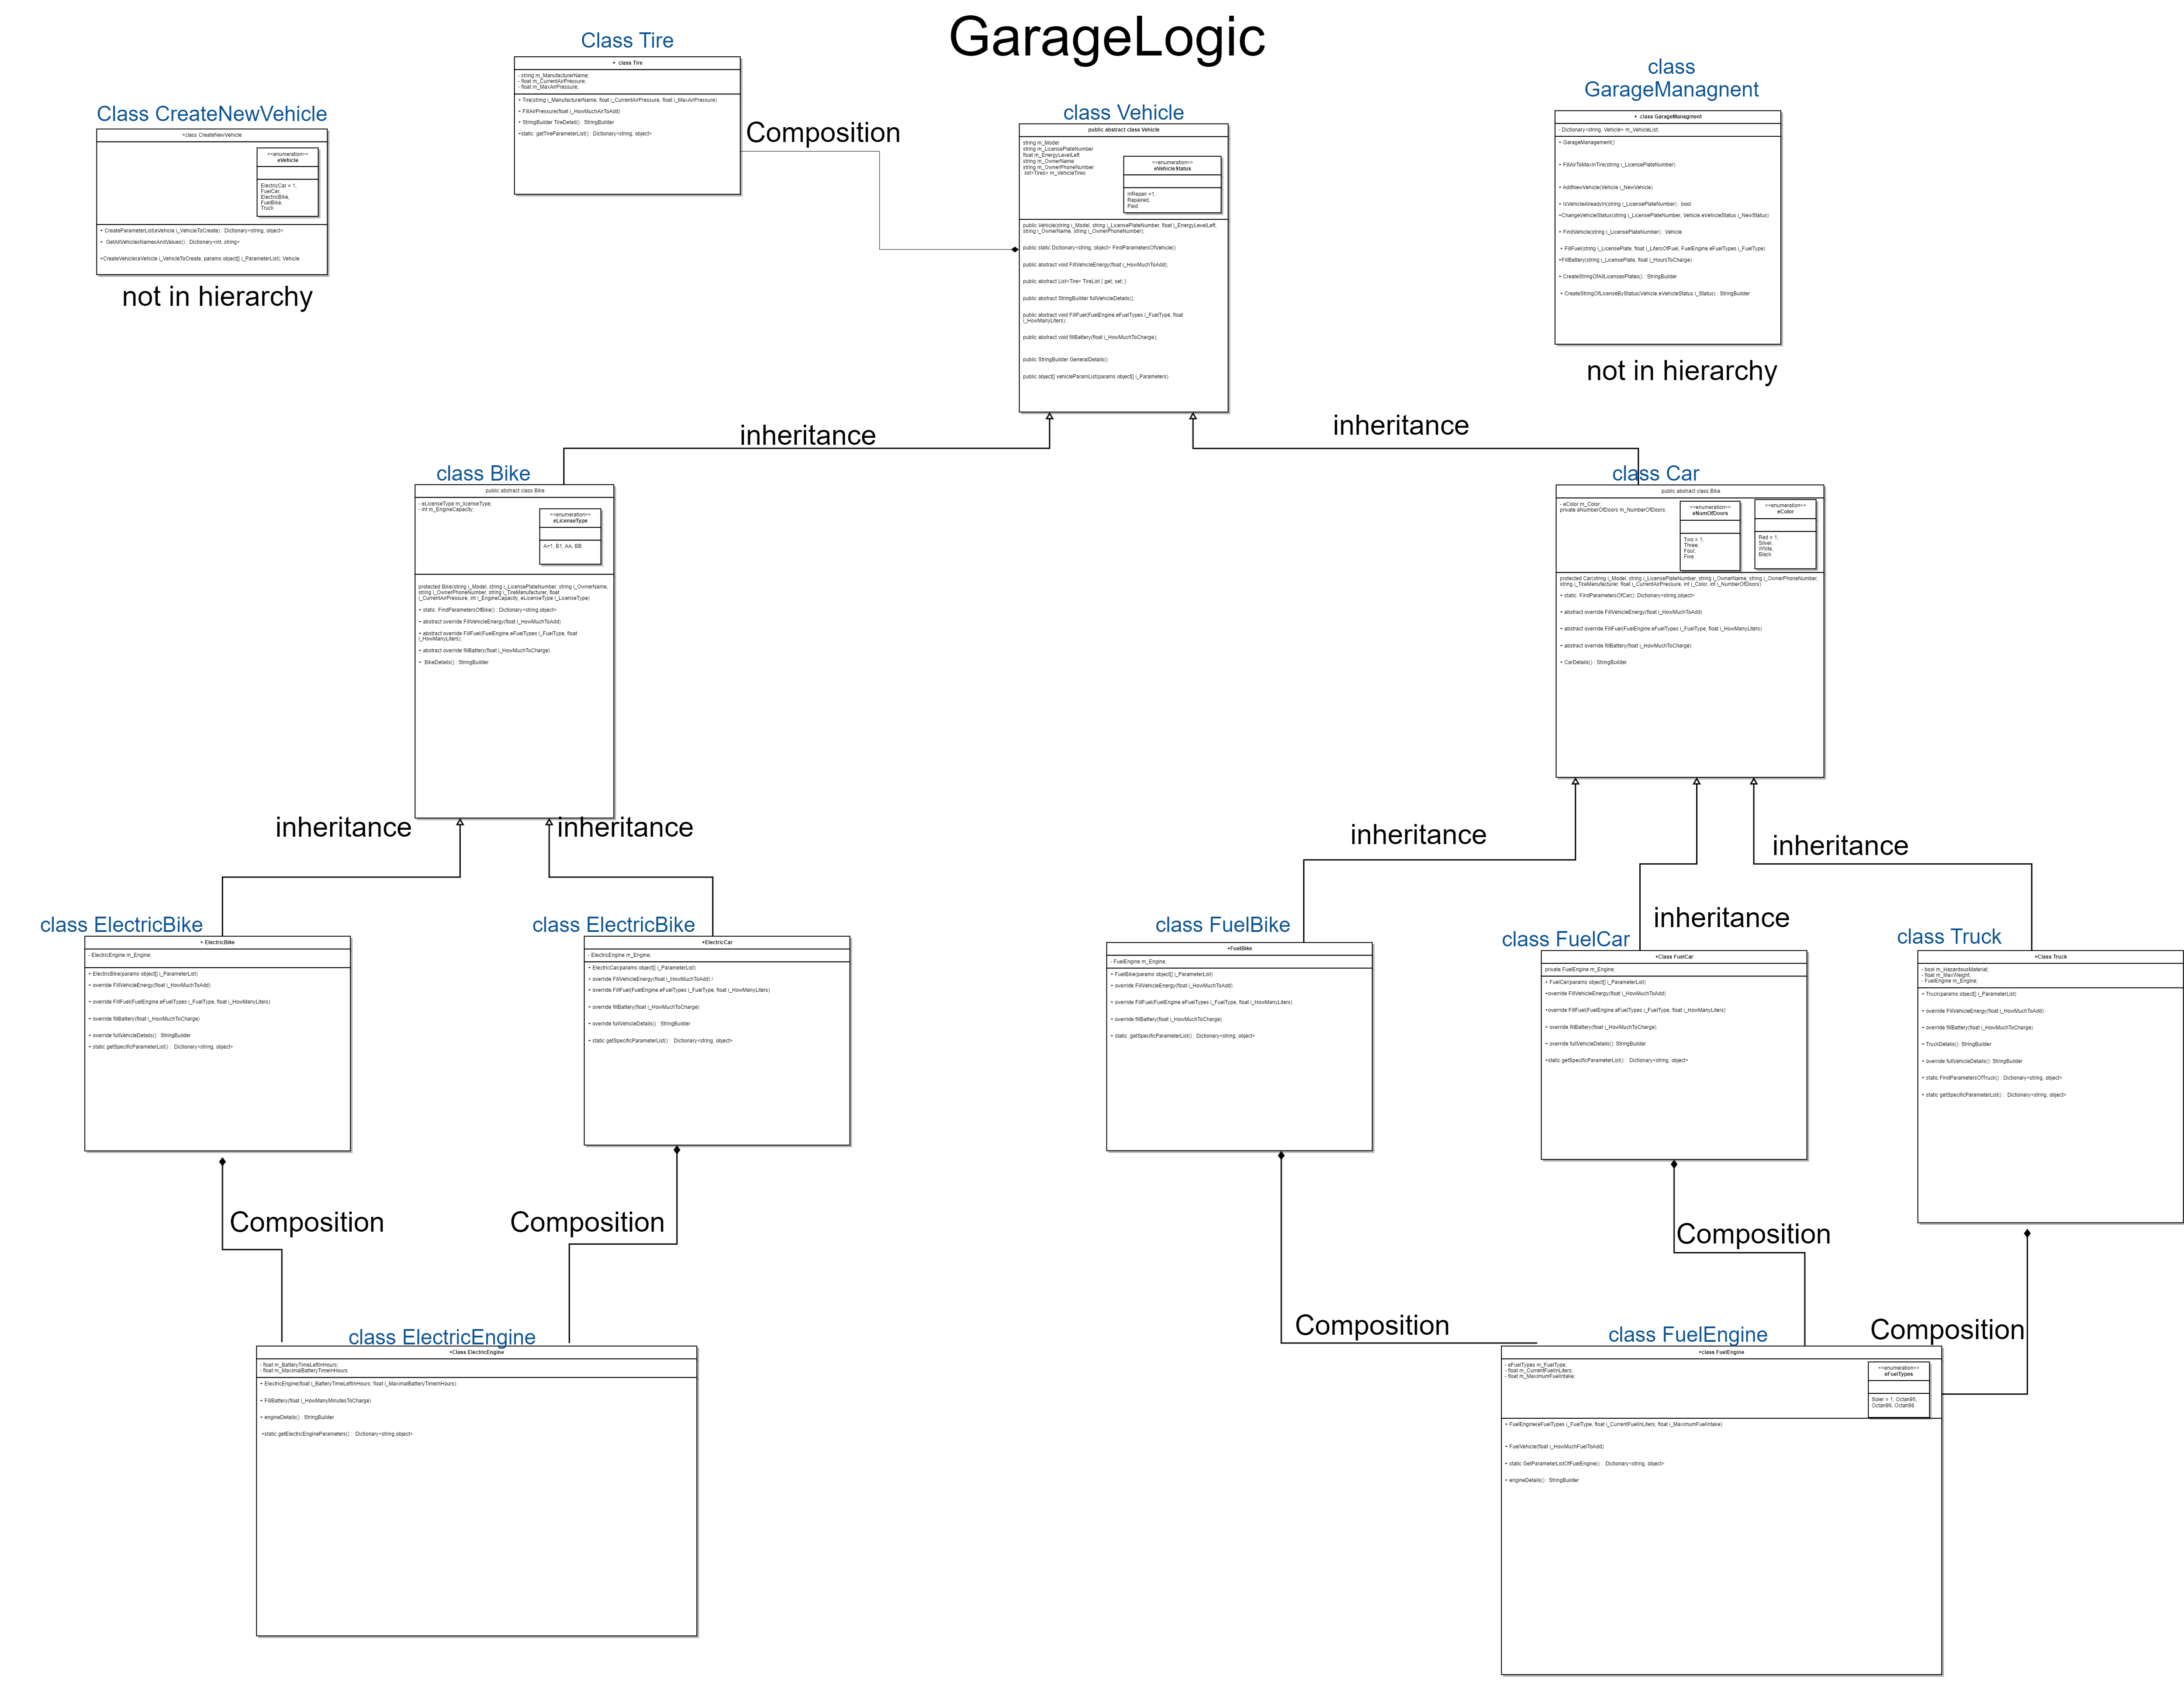 GarageLogic
Class Tire
+ class Tire
- string m_ManufacturerName;
- float m_CurrentAirPressure;
- float m_MaxAirPressure;
+ Tire(string i_ManufacturerName, float i_CurrentAirPressure, float i_MaxAirPressure)
+ FillAirPressure(float i_HowMuchAirToAdd)
+ StringBuilder TireDetail() : StringBuilder
+static getTireParameterList() : Dictionary<string, object>
Composition
Class CreateNewVehicle
+class CreateNewVehicle
<<enumeration>>
eVehicle
ElectricCar = 1,
FuelCar,
ElectricBike,
FuelBike,
Truck
+ CreateParameterList(eVehicle i_VehicleToCreate) : Dictionary<string, object>
+ GetAllVehiclesNamesAndValues() : Dictionary<int, string>
+CreateVehicle(eVehicle i_VehicleToCreate, params object[] i_ParameterList): Vehicle
not in hierarchy
class Vehicle
public abstract class Vehicle
string m_Model
string m_LicensePlateNumber
float m_EnergyLevelLeft
string m_OwnerName
string m_OwnerPhoneNumber
list<Tires> m_VehicleTires
<<enumeration>>
eVehicleStatus
inRepair =1,
Repaired,
Paid
public Vehicle(string i_Model, string i_LicensePlateNumber, float i_EnergyLevelLeft,
string i_OwnerName, string i_OwnerPhoneNumber);
public static Dictionary<string, object> FindParametersOfVehicle()
public abstract void FillVehicleEnergy(float i_HowMuchToAdd);
public abstract List<Tire> TireList { get; set; }
public abstract StringBuilder fullVehicleDetails();
public abstract void FillFuel(FuelEngine.eFuelTypes i_FuelType, float
i_HowManyLiters);
public abstract void fillBattery(float i_HowMuchToCharge);
public StringBuilder GeneralDetails()
public object[] vehicleParamList(params object[] i_Parameters)
class
GarageManagnent
+ class GarageManagment
- Dictionary<string, Vehicle> m_VehicleList;
+ GarageManagement()
+ FillAirToMaxInTire(string i_LicensePlateNumber)
+ AddNewVehicle(Vehicle i_NewVehicle)
+ IsVehicleAlreadyIn(string i_LicensePlateNumber) : bool
+ChangeVehicleStatus(string i_LicensePlateNumber, Vehicle eVehicleStatus i_NewStatus)
+ FindVehicle(string i_LicensePlateNumber) : Vehicle
+ FillFuel(string i_LicensePlate, float i_LitersOfFuel, FuelEngine.eFuelTypes i_FuelType)
+FillBattery(string i_LicensePlate, float i_HoursToCharge)
+ CreateStringOfAllLicensesPlates() : StringBuilder
+ CreateStringOfLicenseByStatus(Vehicle eVehicleStatus i_Status) : StringBuilder
not in hierarchy
inheritance
inheritance
class Bike
public abstract class Bike
- eLicenseType m_licenseType;
- int m_EngineCapacity;
<<enumeration>>
eLicenseType
A=1, B1, AA, BB
protected Bike(string i_Model, string i_LicensePlateNumber, string i_OwnerName,
string i_OwnerPhoneNumber, string i_TireManufacturer, float
i_CurrentAirPressure, int i_EngineCapacity, eLicenseType i_LicenseType)
+ static FindParametersOfBike() : Dictionary<string,object>
+ abstract override FillVehicleEnergy(float i_HowMuchToAdd)
+ abstract override FillFuel(FuelEngine eFuelTypes i_FuelType, float
i_HowManyLiters);
+ abstract override fillBattery(float i_HowMuchToCharge)
+ BikeDetails() : StringBuilder
class Car
public abstract class Bike
- eColor m_Color;
private eNumberOfDoors m_NumberOfDoors;
<<enumeration>>
eNumOfDoors
Two = 1,
Three,
Four,
Five
<<enumeration>>
eColor
Red = 1,
Silver,
White,
Black
protected Car(string i_Model, string i_LicensePlateNumber, string i_OwnerName, string i_OwnerPhoneNumber,
string i_TireManufacturer, float i_CurrentAirPressure, int i_Color, int i_NumberOfDoors)
+ static FindParametersOfCar(): Dictionary<string,object>
+ abstract override FillVehicleEnergy(float i_HowMuchToAdd)
+ abstract override FillFuel(FuelEngine eFuelTypes i_FuelType, float i_HowManyLiters)
+ abstract override fillBattery(float i_HowMuchToCharge)
+ CarDetails() : StringBuilder
inheritance
inheritance
inheritance
inheritance
inheritance
class ElectricBike
+ ElectricBike
- ElectricEngine m_Engine;
+ ElectricBike(params object[] i_ParameterList)
+ override FillVehicleEnergy(float i_HowMuchToAdd)
+ override FillFuel(FuelEngine eFuelTypes i_FuelType, float i_HowManyLiters)
+ override fillBattery(float i_HowMuchToCharge)
+ override fullVehicleDetails() : StringBuilder
+ static getSpecificParameterList() : Dictionary<string, object>
class ElectricBike
+ElectricCar
- ElectricEngine m_Engine;
+ ElectricCar(params object[] i_ParameterList)
+ override FillVehicleEnergy(float i_HowMuchToAdd) /
+ override FillFuel(FuelEngine eFuelTypes i_FuelType, float i_HowManyLiters)
+ override fillBattery(float i_HowMuchToCharge)
+ override fullVehicleDetails() : StringBuilder
+ static getSpecificParameterList() : Dictionary<string, object>
class FuelBike
+FuelBike
- FuelEngine m_Engine;
+ FuelBike(params object[] i_ParameterList)
+ override FillVehicleEnergy(float i_HowMuchToAdd)
+ override FillFuel(FuelEngine eFuelTypes i_FuelType, float i_HowManyLiters)
+ override fillBattery(float i_HowMuchToCharge)
+ static getSpecificParameterList() : Dictionary<string, object>
class FuelCar
+Class FuelCar
private FuelEngine m_Engine;
+ FuelCar(params object[] i_ParameterList)
+override FillVehicleEnergy(float i_HowMuchToAdd)
+override FillFuel(FuelEngine eFuelTypes i_FuelType, float i_HowManyLiters)
+ override fillBattery(float i_HowMuchToCharge)
+ override fullVehicleDetails(): StringBuilder
+static getSpecificParameterList() : Dictionary<string, object>
class Truck
+Class Truck
- bool m_HazardousMaterial;
- float m_MaxWeight;
- FuelEngine m_Engine;
+ Truck(params object[] i_ParameterList)
+ override FillVehicleEnergy(float i_HowMuchToAdd)
+ override fillBattery(float i_HowMuchToCharge)
+ TruckDetails(): StringBuilder
+ override fullVehicleDetails(): StringBuilder
+ static FindParametersOfTruck() : Dictionary<string, object>
+ static getSpecificParameterList() : Dictionary<string, object>
Composition
Composition
Composition
Composition
Composition
class ElectricEngine
+Class ElectricEngine
- float m_BatteryTimeLeftInHours;
- float m_MaximalBatteryTimeInHours
+ ElectricEngine(float i_BatteryTimeLeftInHours, float i_MaximalBatteryTimeInHours)
+ FillBattery(float i_HowManyMinutesToCharge)
+ engineDetails() : StringBuilder
+static getElectricEngineParameters() : Dictionary<string,object>
class FuelEngine
+class FuelEngine
- eFuelTypes m_FuelType,
- float m_CurrentFuelInLiters;
- float m_MaximumFuelIntake;
<<enumeration>>
eFuelTypes
Soler = 1, Octan95,
Octan96, Octan98
+ FuelEngine(eFuelTypes i_FuelType, float i_CurrentFuelInLiters, float i_MaximumFuelIntake)
+ FuelVehicle(float i_HowMuchFuelToAdd)
+ static GetParameterListOfFuelEngine() : Dictionary<string, object>
+ engineDetails() : StringBuilder